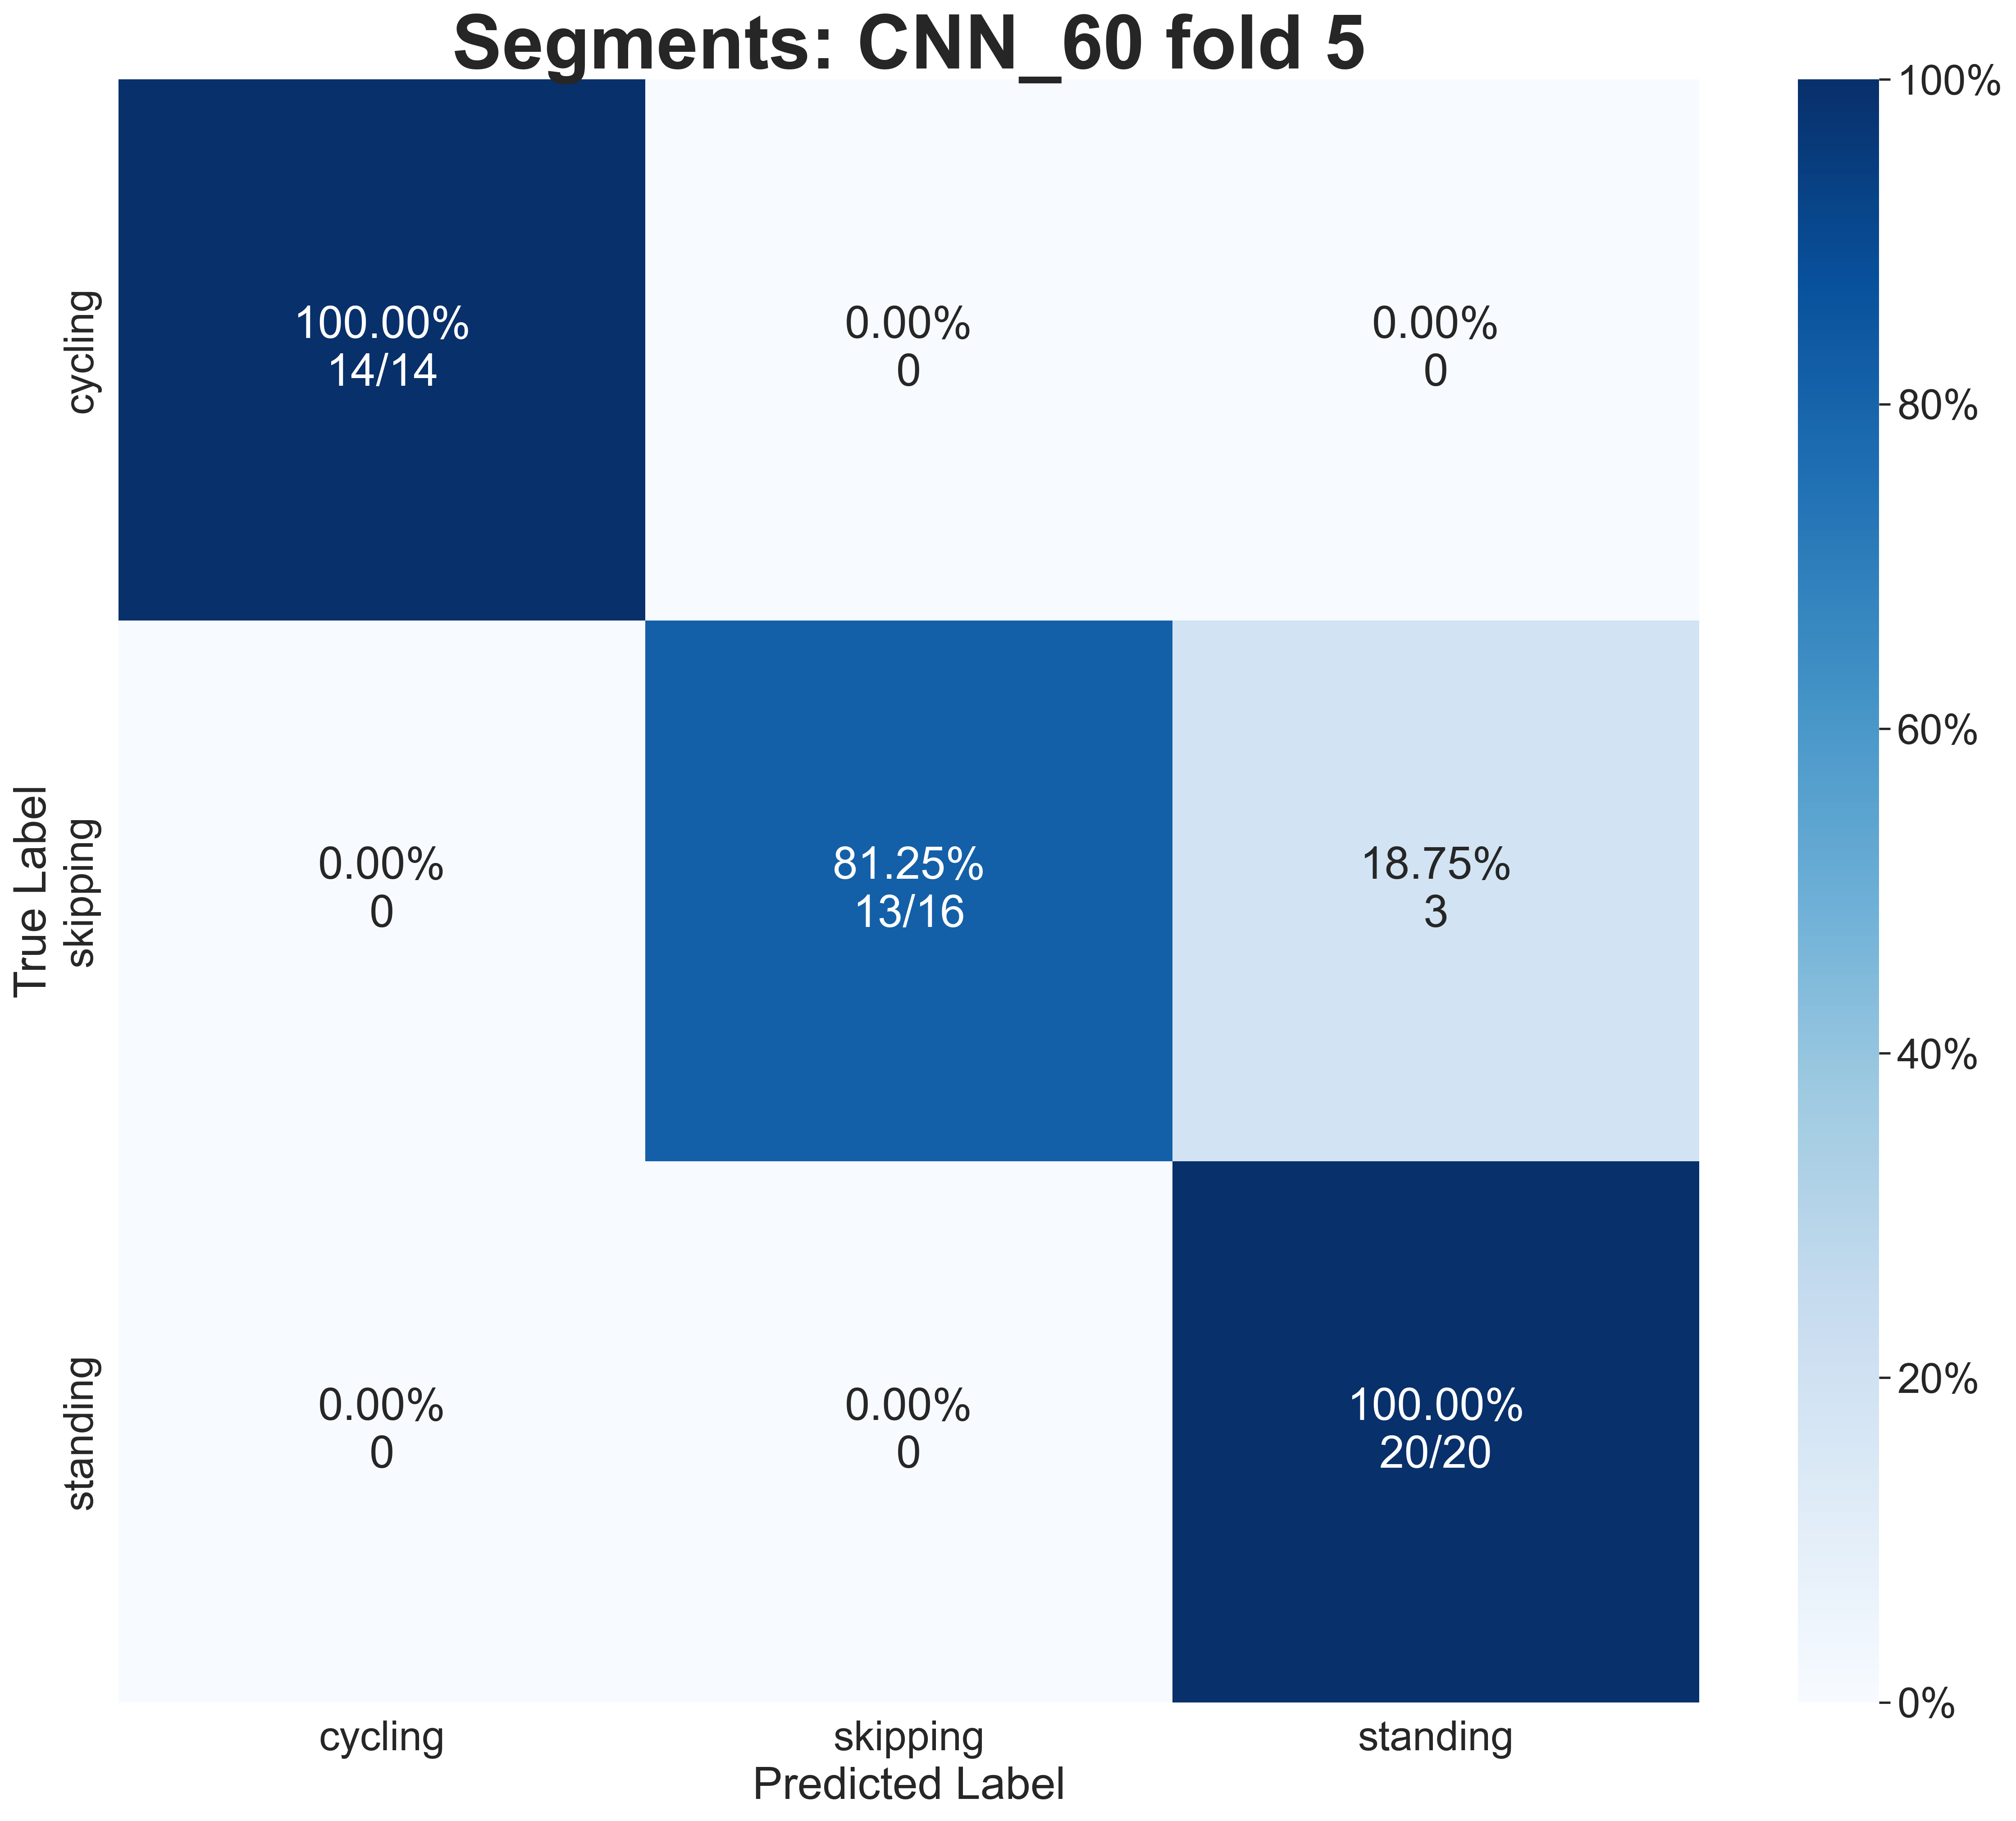 Segments: CNN_60 fold 5
True Label
cycling
100.00%
14/14
0.00%
0
0.00%
0
skipping
0.00%
0
81.25%
13/16
18.75%
3
standing
0.00%
0
0.00%
0
100.00%
20/20
cycling
skipping
standing
Predicted Label
100%
80%
60%
40%
20%
0%